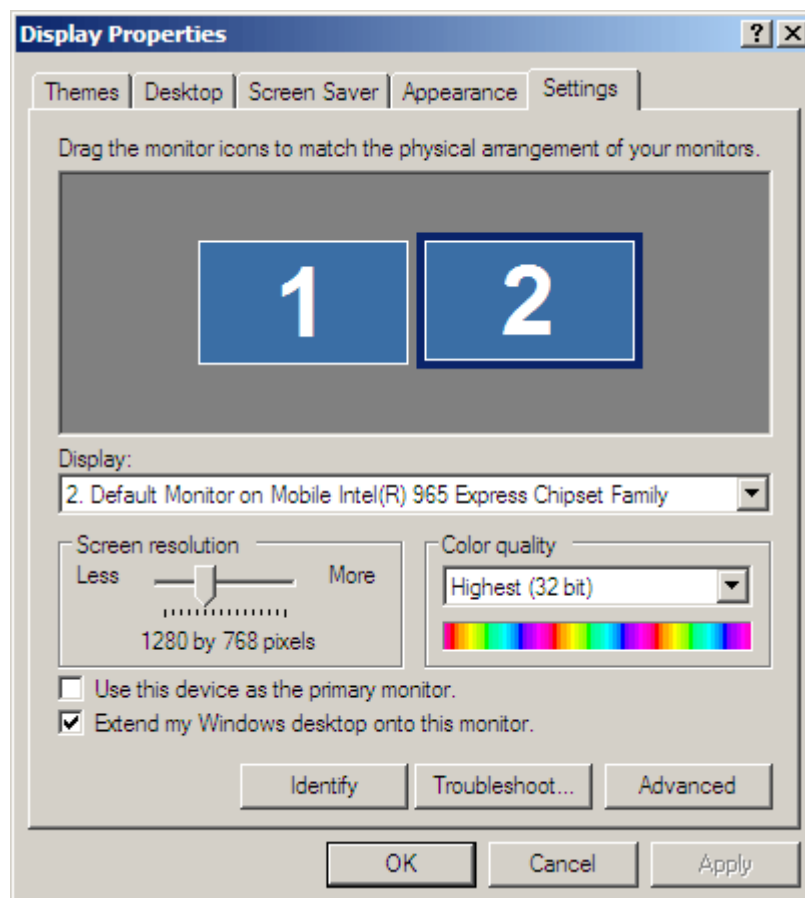 Display Properties
Themes Desktop Screen Saver Appearance Settings
Drag the monitor icons to match the physical arrangement of your monitors.
1 2
Display:
2. Default Monitor on Mobile Intel(R) 965 Express Chipset Family
Screen resolution Color quality
Less More Highest (32 bit)
1280 by 768 pixels
Use this device as the primary monitor.
Extend my Windows desktop onto this monitor.
Identify Troubleshoot... Advanced
OK Cancel Apply